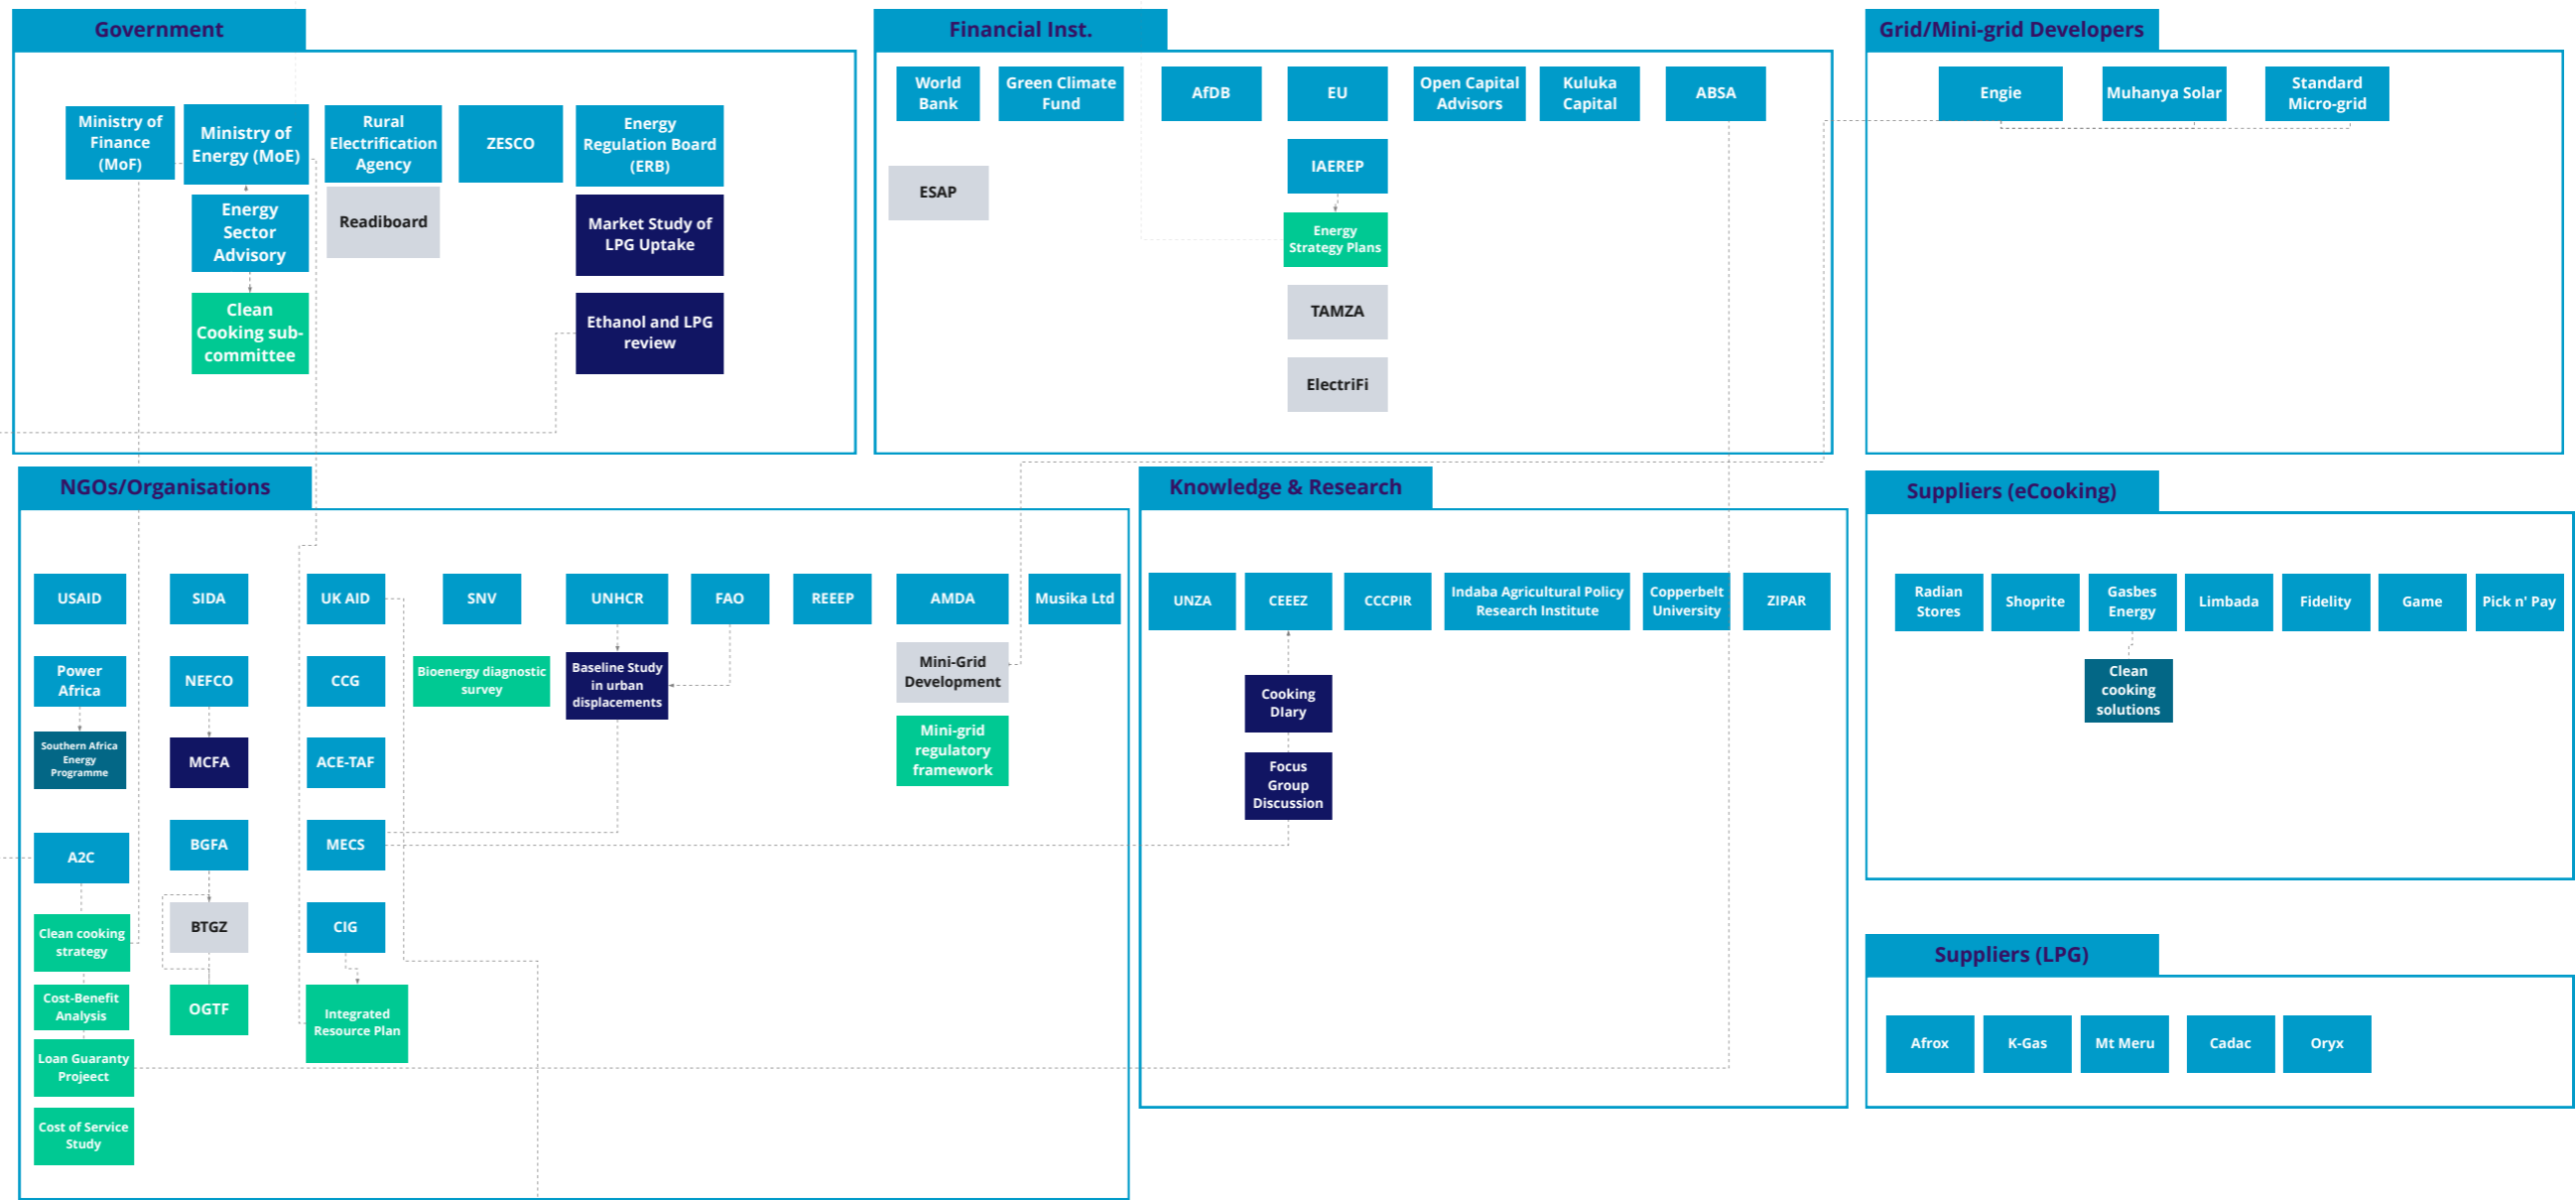 Government
Ministry of
Finance
(MoF)
Ministry of
Energy (MoE)
Rural
Electrification
Agency
ZESCO
Energy
Regulation Board
(ERB)
Energy
Sector
Advisory
Readiboard
Market Study of
LPG Uptake
Clean
Cooking sub-
committee
Ethanol and LPG
review
Financial Inst.
World
Bank
Green Climate
Fund
AfDB
EU
Open Capital
Advisors
Kuluka
Capital
ABSA
ESAP
IAEREP
Energy
Strategy Plans
TAMZA
ElectriFi
Grid/Mini-grid Developers
Engie
Muhanya Solar
Standard
Micro-grid
NGOs/Organisations
USAID
SIDA
UK AID
SNV
UNHCR
FAO
REEEP
AMDA
Musika Ltd
Power
Africa
NEFCO
CCG
Bioenergy diagnostic
survey
Baseline Study
in urban
displacements
Mini-Grid
Development
Southern Africa
Energy
Programme
MCFA
ACE-TAF
Mini-grid
regulatory
framework
A2C
BGFA
MECS
Clean cooking
strategy
BTGZ
CIG
Cost-Benefit
Analysis
OGTF
Integrated
Resource Plan
Loan Guaranty
Projeect
Cost of Service
Study
Knowledge & Research
UNZA
CEEEZ
CCCPIR
Indaba Agricultural Policy
Research Institute
Copperbelt
University
ZIPAR
Cooking
DIary
Focus
Group
Discussion
Suppliers (eCooking)
Radian
Stores
Shoprite
Gasbes
Energy
Limbada
Fidelity
Game
Pick n' Pay
Clean
cooking
solutions
Suppliers (LPG)
Afrox
K-Gas
Mt Meru
Cadac
Oryx